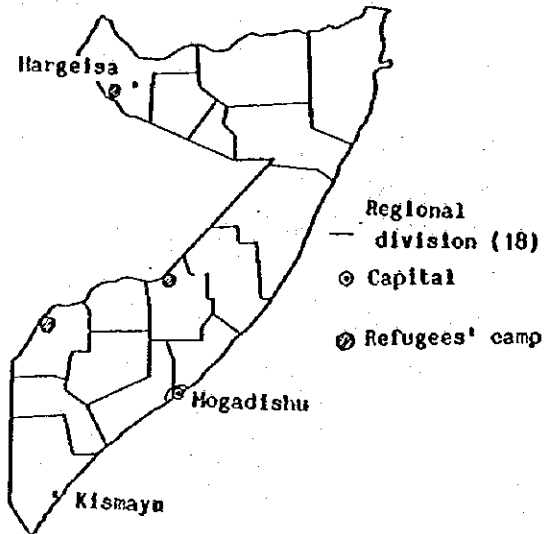 Hargeisa
Regional
division (18)
Capital
Refugees' camp
Mogadishu
Kismayu